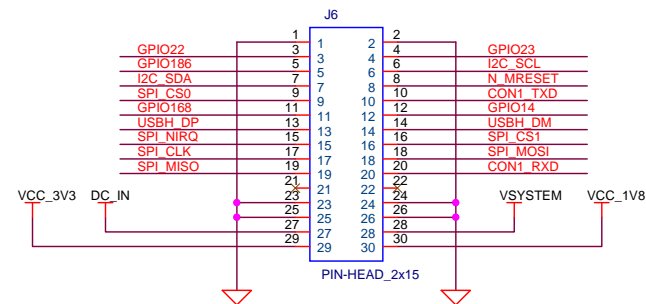 J6
1 1 2 2
GPIO22 3 3 4 4 GPIO23
GPIO186 5 5 6 6 I2C_SCL
I2C_SDA 7 7 8 8 N_MRESET
SPI_CS0 9 9 10 10 CON1_TXD
GPIO168 11 11 12 12 GPIO14
USBH_DP 13 13 14 14 USBH_DM
SPI_NIRQ 15 15 16 16 SPI_CS1
SPI_CLK 17 17 18 18 SPI_MOSI
SPI_MISO 19 19 20 20 CON1_RXD
21 21 22 22
VCC_3V3 DC_IN 23 23 24 24 VSYSTEM VCC_1V8
25 25 26 26
27 27 28 28
29 29 30 30
PIN-HEAD_2x15